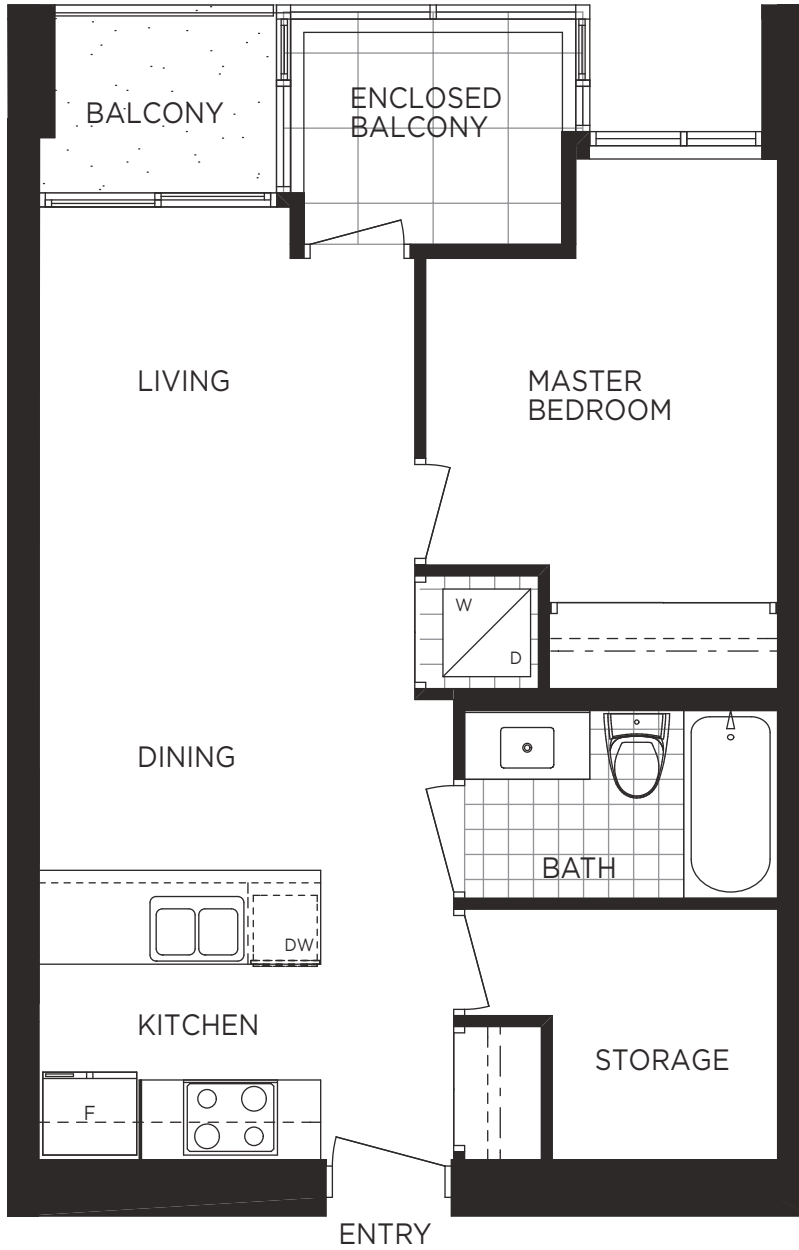 BALCONY
ENCLOSED
BALCONY
LIVING
MASTER
BEDROOM
W
D
DINING
BATH
DW
KITCHEN
STORAGE
F
ENTRY